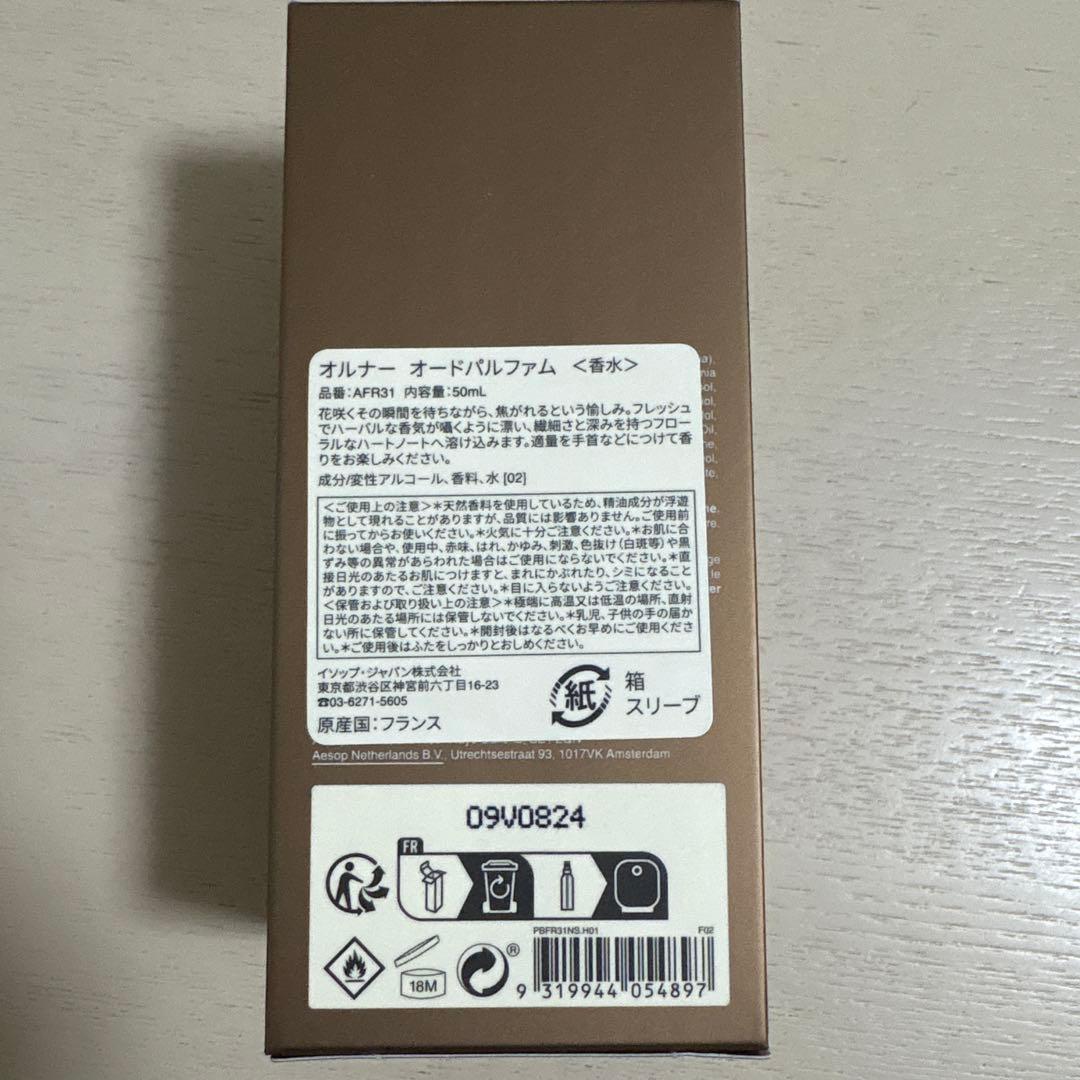 オルナー オードパルファム <香水>
品番:AFR31 内容量:50mL
花咲くその瞬間を待ちながら、焦がれるという愉しみ。フレッシュ
でハーバルな香気が囁くように漂い、繊細さと深みを持つフロー
ラルなハートノートへ溶け込みます。適量を手首などにつけて香
りをお楽しみください。
成分/変性アルコール、香料、水 [02]
<ご使用上の注意>*天然香料を使用しているため、精油成分が浮遊
物として現れることがありますが、品質には影響ありません。ご使用前
に振ってからお使いください。*火気に十分ご注意ください。*お肌に合
わない場合や、使用中、赤味、はれ、かゆみ、刺激、色抜け(白斑等)や黒
ずみ等の異常があらわれた場合はご使用にならないでください。*直
接日光のあたるお肌につけますと、まれにかぶれたり、シミになること
がありますので、ご注意ください。*目に入らないようご注意ください。
<保管および取り扱い上の注意>*極端に高温又は低温の場所、直射
日光のあたる場所には保管しないでください。*乳児、子供の手の届か
ない所に保管してください。*開封後はなるべくお早めにご使用くださ
い。*ご使用後はふたをしっかりとおしめください。
イソップ・ジャパン株式会社
東京都渋谷区神宮前六丁目16-23
☎03-6271-5605
原産国:フランス
紙
箱
スリーブ
Aesop Netherlands B.V., Utrechtsestraat 93, 1017VK Amsterdam
09V0824
FR
PBFR31NS.H01 F02
18M
®
9 319944 054897